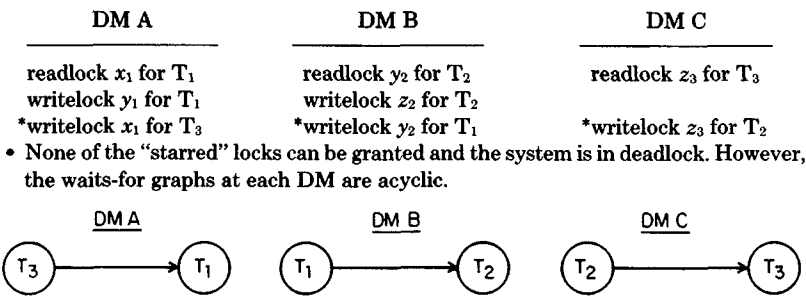 DM A DM B DM C
readlock x₁ for T₁ readlock y₂ for T₂ readlock z₃ for T₃
writelock y₁ for T₁ writelock z₂ for T₂
*writelock x₁ for T₃ *writelock y₂ for T₁ *writelock z₃ for T₂
• None of the “starred” locks can be granted and the system is in deadlock. However,
the waits-for graphs at each DM are acyclic.
DM A DM B DM C
T₃ T₁ T₁ T₂ T₂ T₃